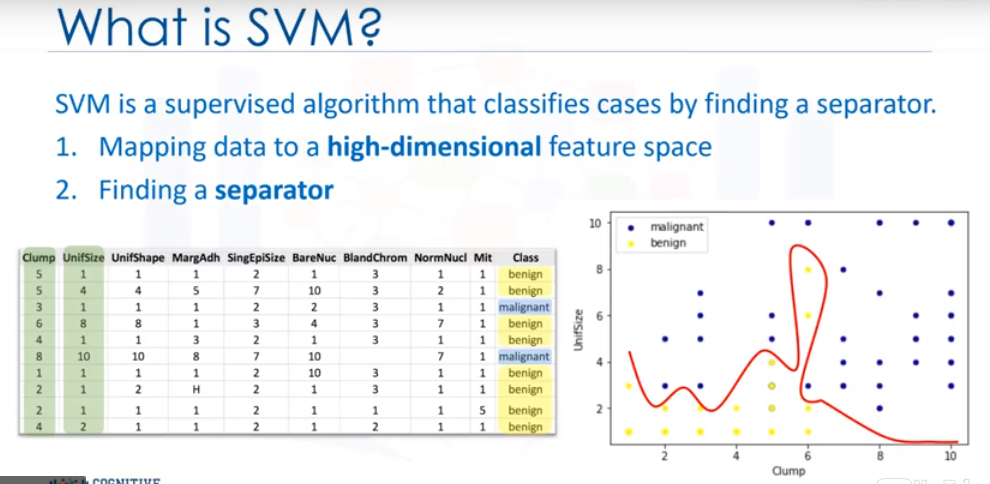 What is SVM?
SVM is a supervised algorithm that classifies cases by finding a separator.
1. Mapping data to a high-dimensional feature space
2. Finding a separator
Clump UnifSize UnifShape MargAdh SingEpiSize BareNuc BlandChrom NormNucl Mit Class
5 1 1 1 2 1 3 1 1 benign
5 4 4 5 7 10 3 2 1 benign
3 1 1 1 2 2 3 1 1 malignant
6 8 8 1 3 4 3 7 1 benign
4 1 1 3 2 1 3 1 1 benign
8 10 10 8 7 10 7 1 malignant
1 1 1 1 2 10 3 1 1 benign
2 1 2 H 2 1 3 1 1 benign
2 1 1 1 2 1 1 1 5 benign
4 2 1 1 2 1 2 1 1 benign
malignant
benign
10
8
6
4
2
UnifSize
2 4 6 8 10
Clump
COGNITIVE